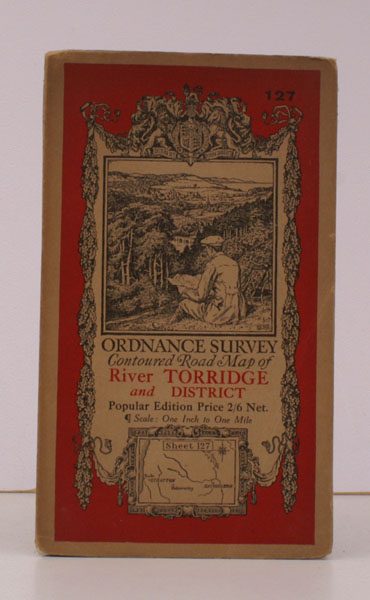 127
ORDNANCE SURVEY
Contoured Road Map of
River TORRIDGE
and DISTRICT
Popular Edition Price 2/6 Net.
¶ Scale: One Inch to One Mile
Sheet 127